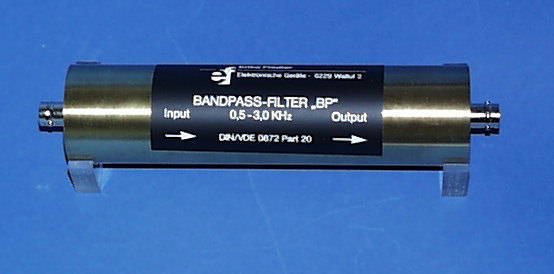 ef
Elektronische Geräte - 6229 Walluf 2
BANDPASS-FILTER „BP“
Input 0,5-3,0 KHz Output
DIN/VDE 0872 Part 20